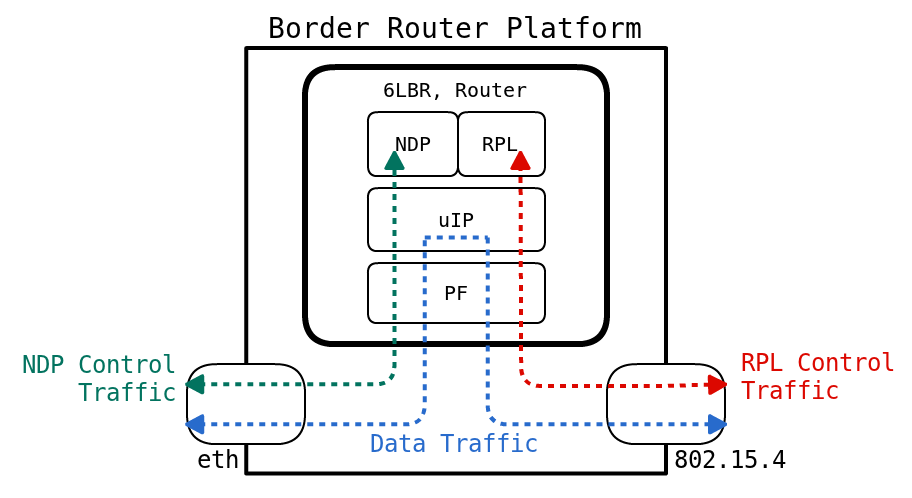 Border Router Platform
6LBR, Router
NDP
RPL
uIP
PF
NDP Control
Traffic
RPL Control
Traffic
Data Traffic
eth
802.15.4